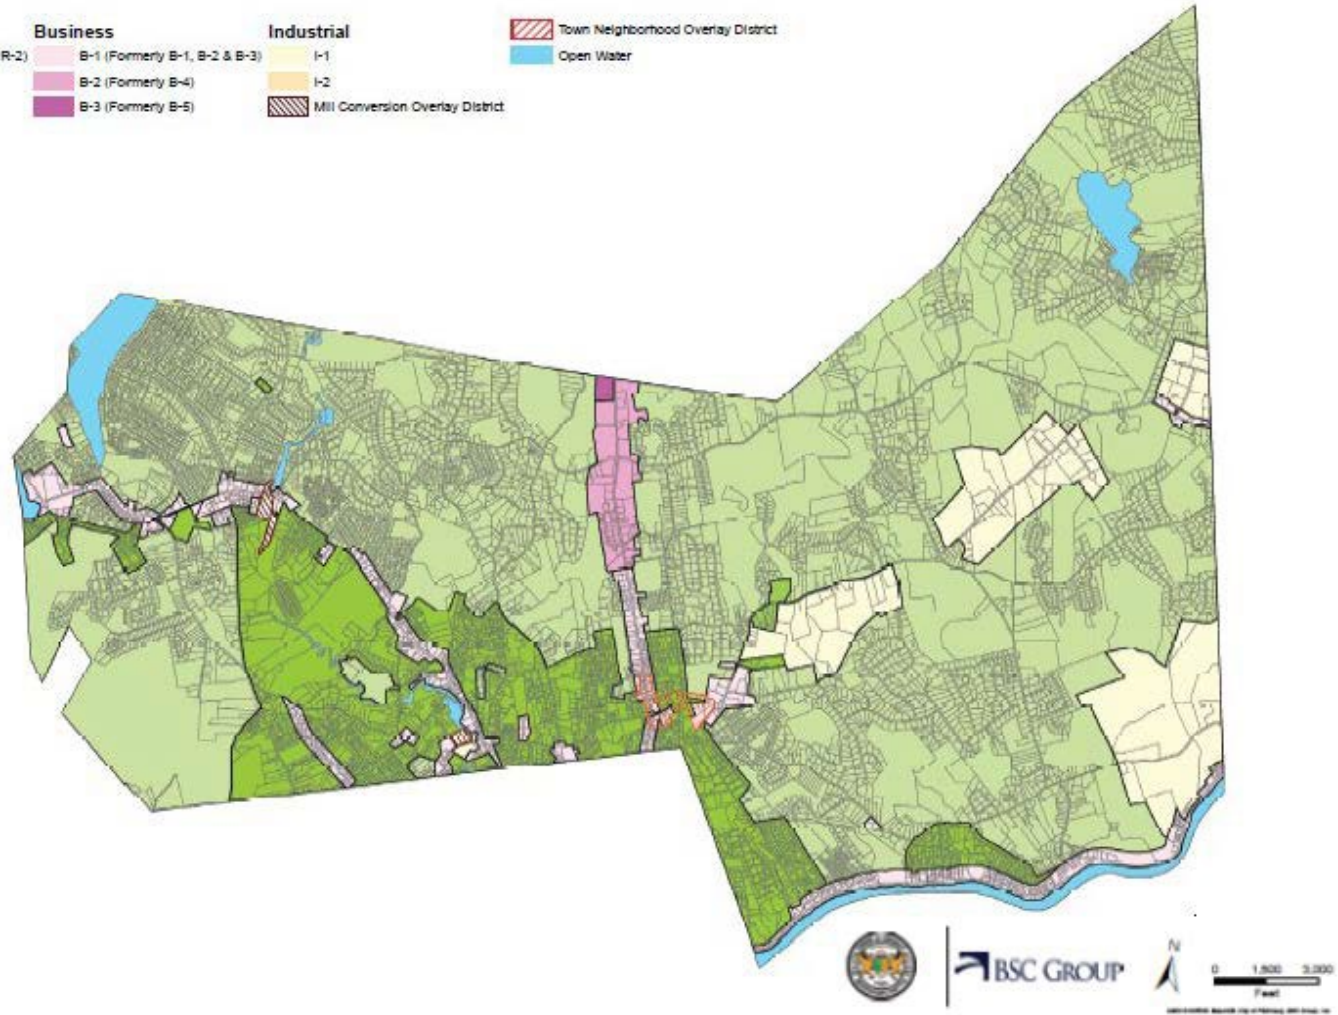 Business
Industrial
R-2)
B-1 (Formerly B-1, B-2 & B-3)
I-1
Town Neighborhood Overlay District
B-2 (Formerly B-4)
I-2
Open Water
B-3 (Formerly B-5)
Mill Conversion Overlay District
BSC GROUP
N
0 1,500 3,000
Feet